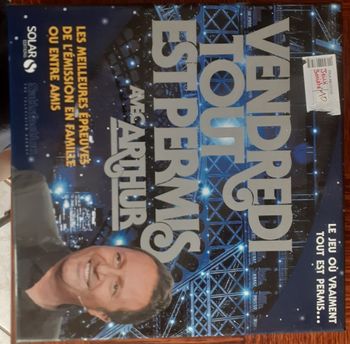 LE JEU OÙ VRAIMENT
TOUT EST PERMIS...
VENDREDI
TOUT
EST PERMIS
AVEC ARTHUR
LES MEILLEURES ÉPREUVES
DE L'ÉMISSION EN FAMILLE
OU ENTRE AMIS
SOLAR
ÉDITIONS